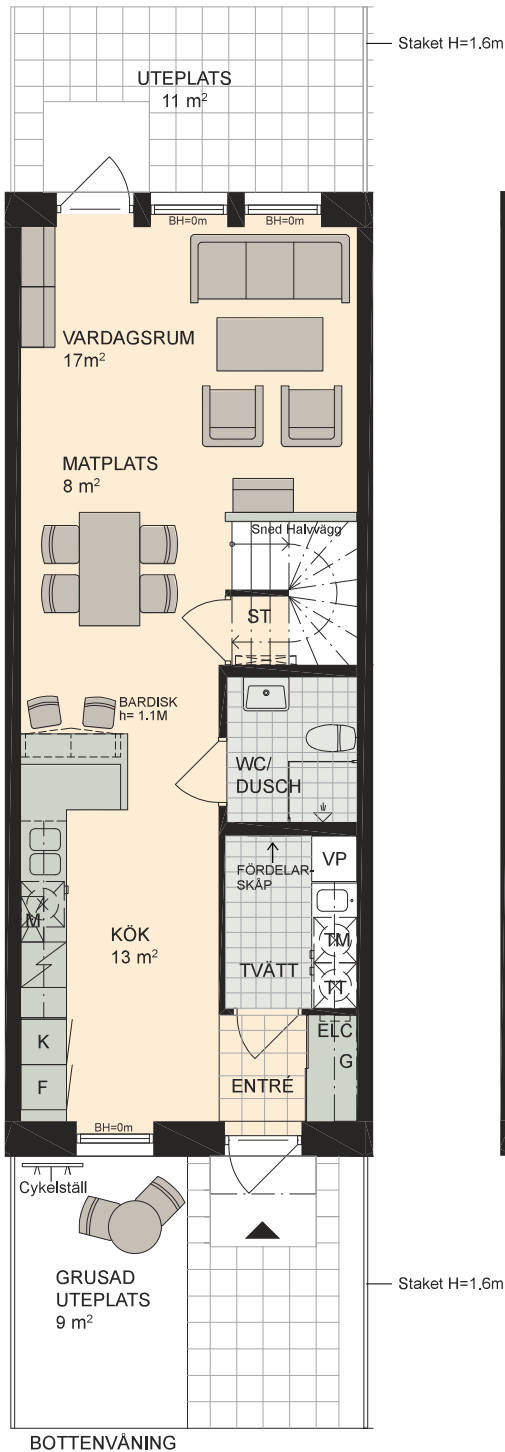 Staket H=1.6m
UTEPLATS
11 m²
BH=0m
BH=0m
VARDAGSRUM
17m²
MATPLATS
8 m²
Sned Halvvägg
ST
BARDISK
h= 1.1M
WC/
DUSCH
FÖRDELAR-
SKÅP
VP
M
KÖK
13 m²
TM
TVÄTT
TT
ELC
G
K
F
ENTRÉ
BH=0m
Cykelställ
GRUSAD
UTEPLATS
9 m²
Staket H=1.6m
BOTTENVÅNING